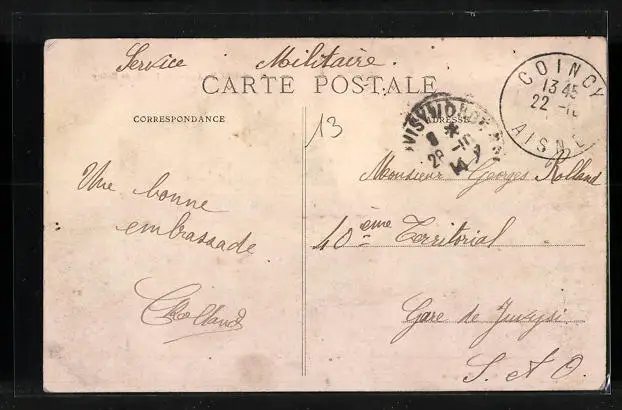 Service Militaire.
CARTE POSTALE
CORRESPONDANCE
ADRESSE
13
COINCY
13 45
22
AISNE
Une bonne
embrassade
Rolland
Monsieur Georges Rolland
40ème Territorial
Gare de Juvisy
S. & O.